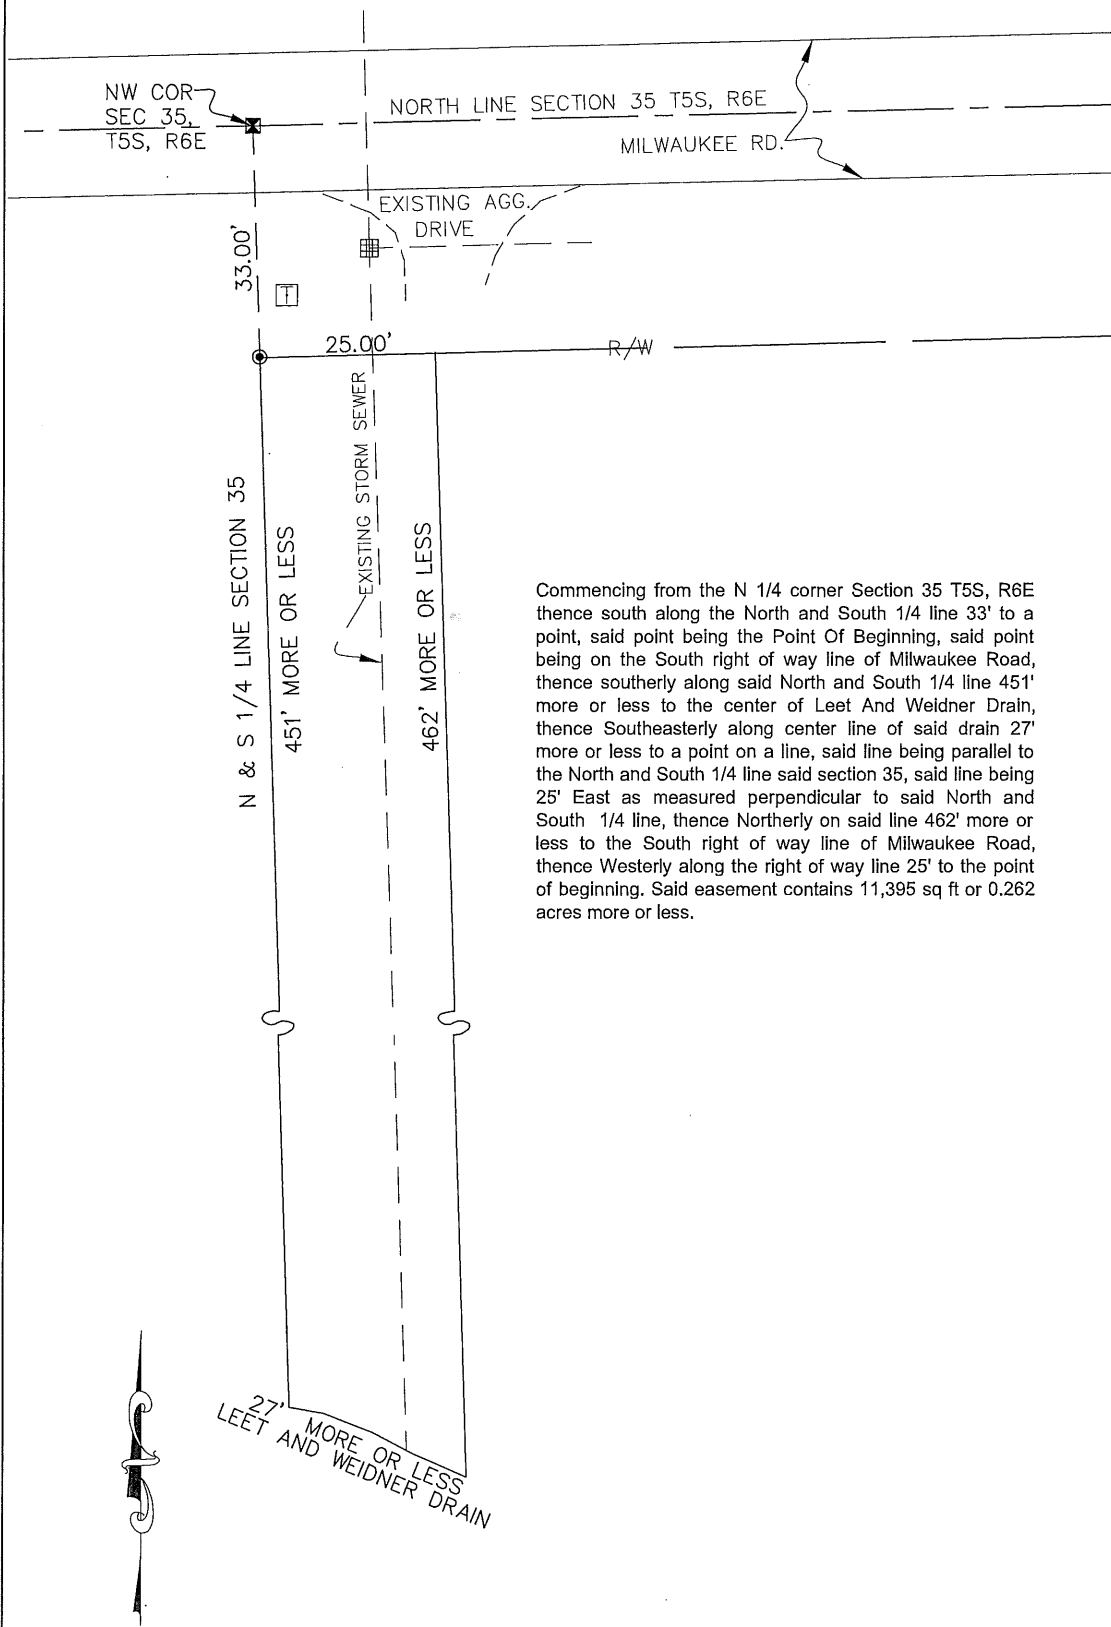 NW COR
SEC 35,
T5S, R6E
NORTH LINE SECTION 35 T5S, R6E
MILWAUKEE RD.
EXISTING AGG.
DRIVE
33.00'
T
25.00'
R/W
EXISTING STORM SEWER
N & S 1/4 LINE SECTION 35
451' MORE OR LESS
462' MORE OR LESS
Commencing from the N 1/4 corner Section 35 T5S, R6E
thence south along the North and South 1/4 line 33' to a
point, said point being the Point Of Beginning, said point
being on the South right of way line of Milwaukee Road,
thence southerly along said North and South 1/4 line 451'
more or less to the center of Leet And Weidner Drain,
thence Southeasterly along center line of said drain 27'
more or less to a point on a line, said line being parallel to
the North and South 1/4 line said section 35, said line being
25' East as measured perpendicular to said North and
South 1/4 line, thence Northerly on said line 462' more or
less to the South right of way line of Milwaukee Road,
thence Westerly along the right of way line 25' to the point
of beginning. Said easement contains 11,395 sq ft or 0.262
acres more or less.
27' MORE OR LESS
LEET AND WEIDNER DRAIN